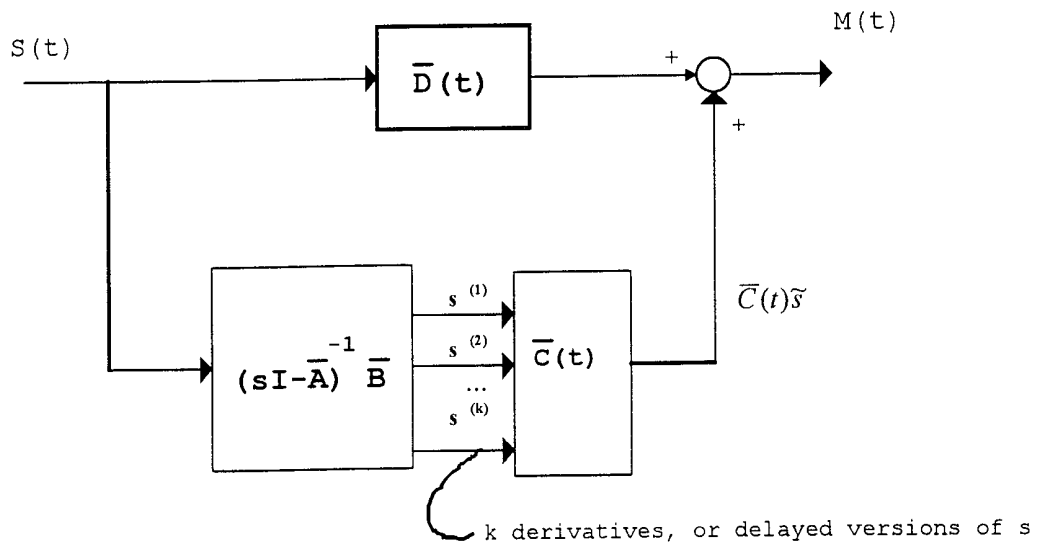 S(t)
M(t)
D̅(t)
+
+
C̅(t)s̃
(sI-A̅)⁻¹ B̅
s (1)
s (2)
...
s (k)
C̅(t)
k derivatives, or delayed versions of s